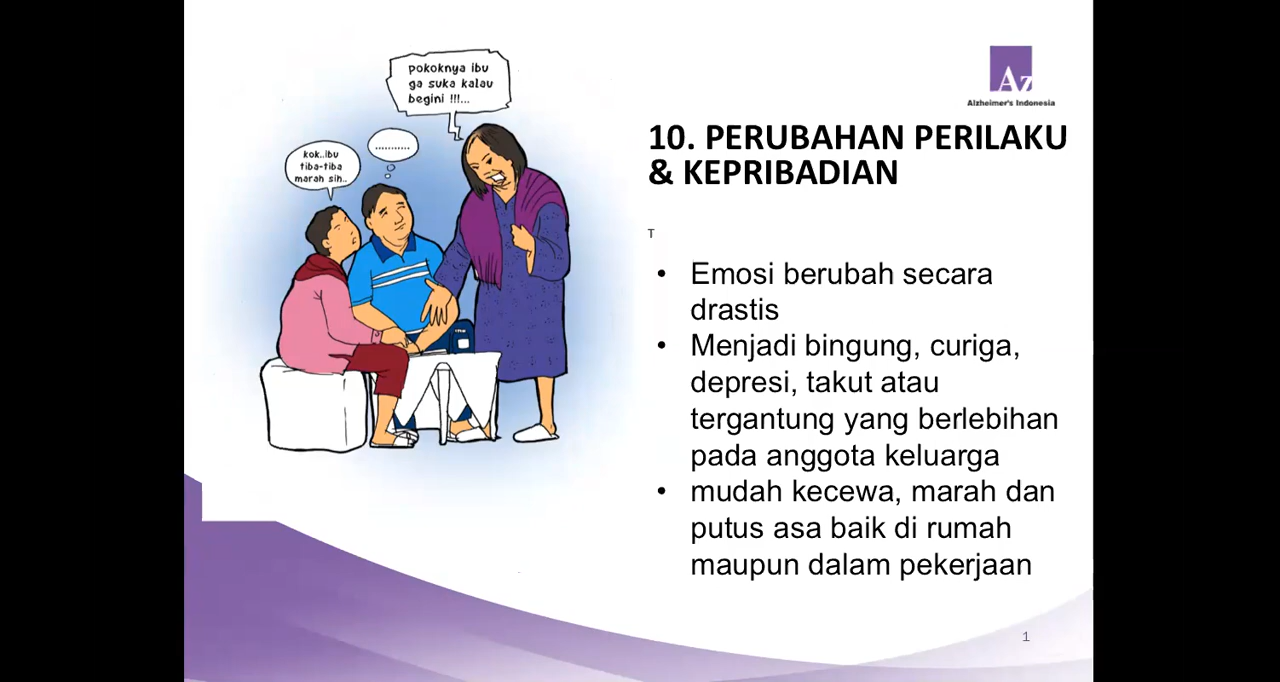 pokoknya ibu
ga suka kalau
begini !!!...
...........
kok..ibu
tiba-tiba
marah sih..
Az
Alzheimer's Indonesia
10. PERUBAHAN PERILAKU
& KEPRIBADIAN
T
• Emosi berubah secara
drastis
• Menjadi bingung, curiga,
depresi, takut atau
tergantung yang berlebihan
pada anggota keluarga
• mudah kecewa, marah dan
putus asa baik di rumah
maupun dalam pekerjaan
1